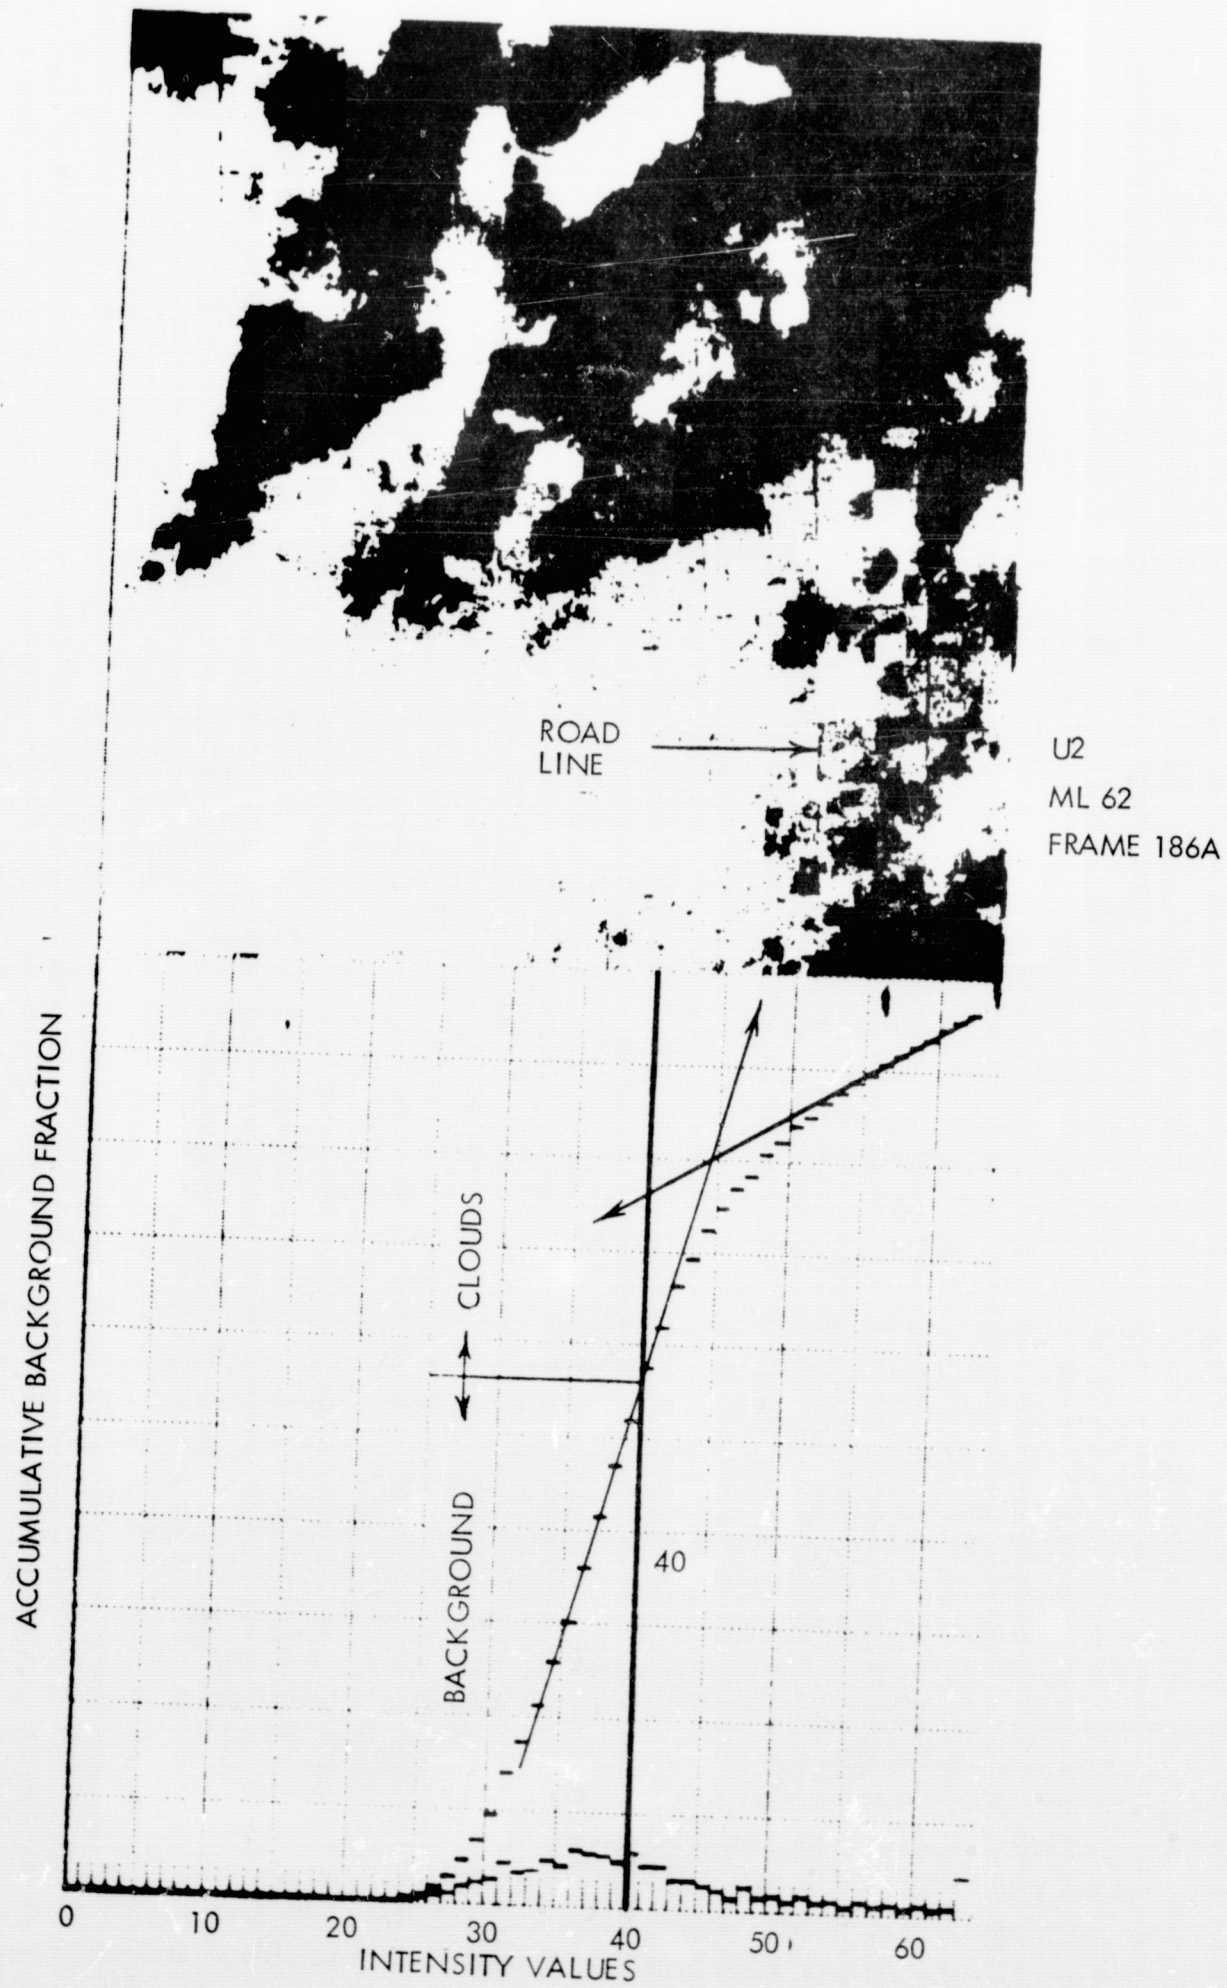 ROAD
LINE
U2
ML 62
FRAME 186A
ACCUMULATIVE BACKGROUND FRACTION
CLOUDS
BACKGROUND
40
0 10 20 30 40 50 60
INTENSITY VALUES